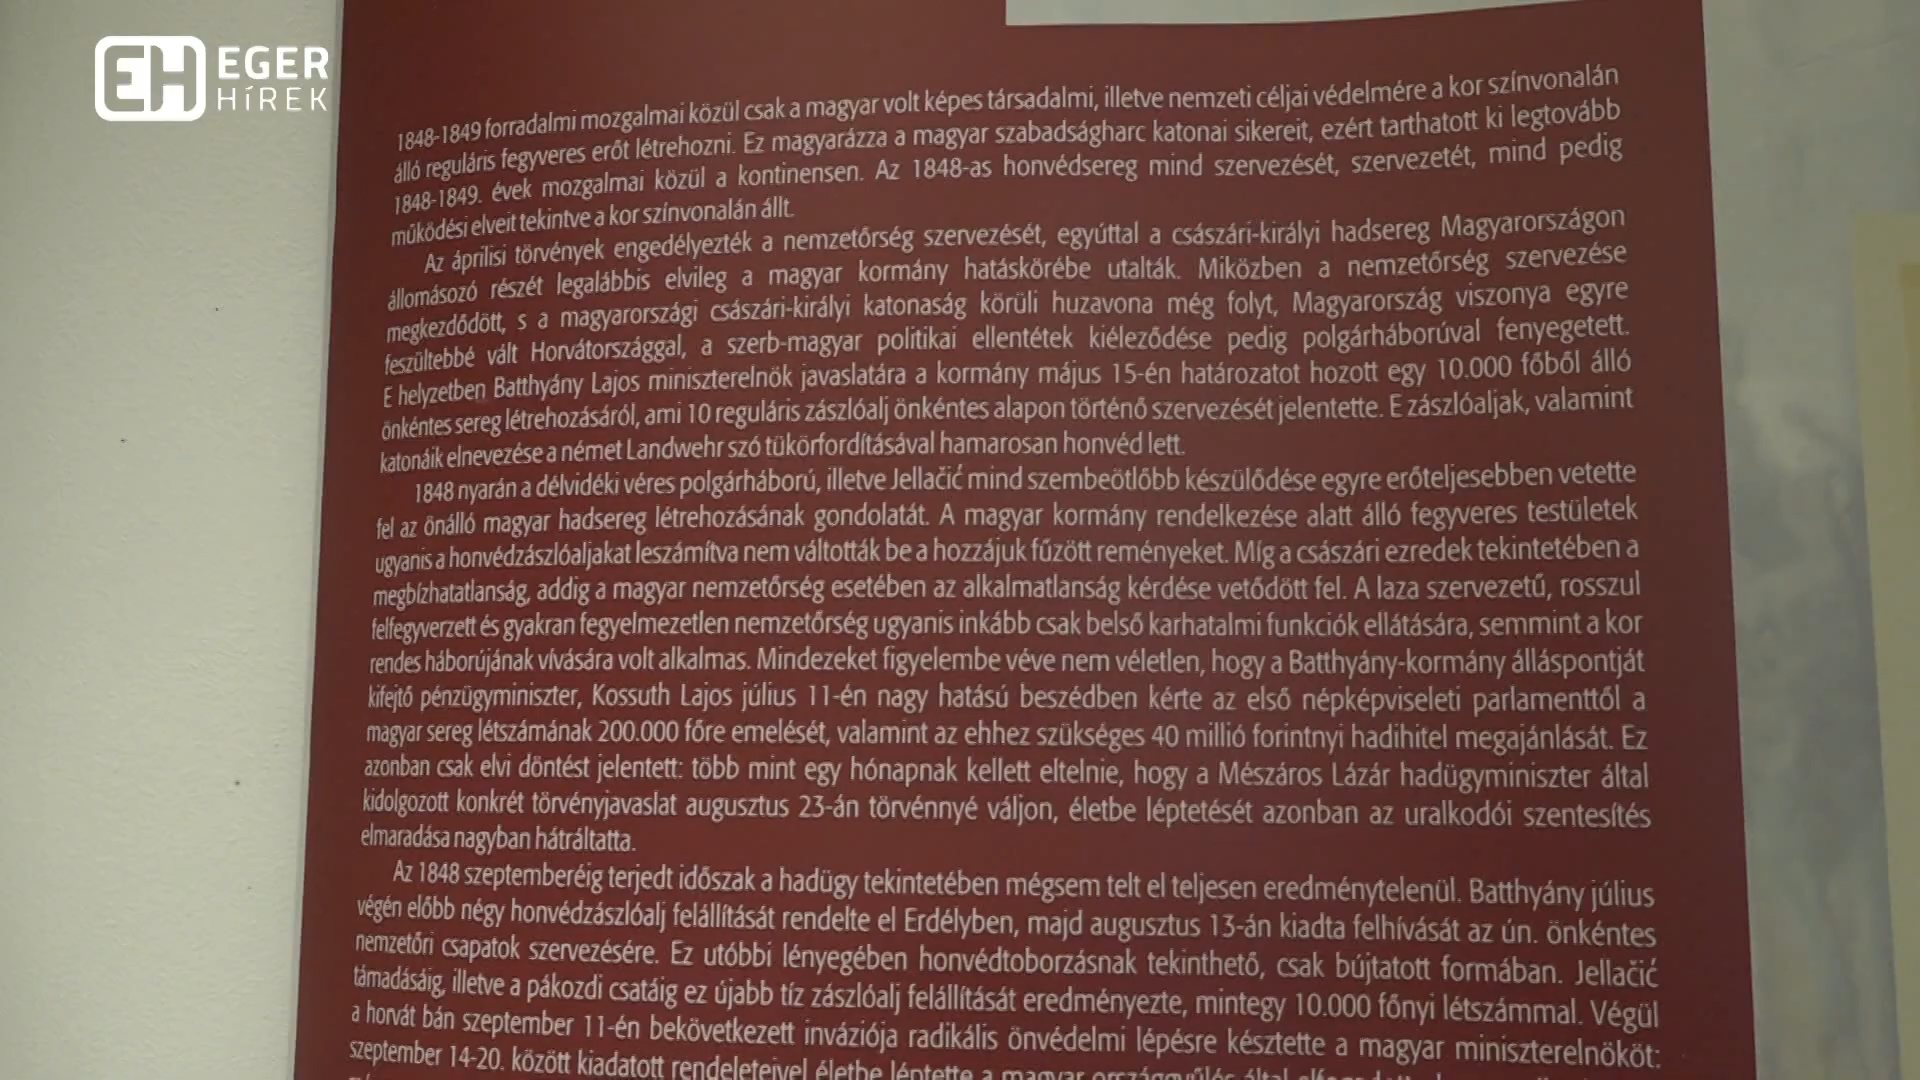 EH EGER
HÍREK
1848-1849 forradalmi mozgalmai közül csak a magyar volt képes társadalmi, illetve nemzeti céljai védelmére a kor színvonalán
álló reguláris fegyveres erőt létrehozni. Ez magyarázza a magyar szabadságharc katonai sikereit, ezért tarthatott ki legtovább
1848-1849. évek mozgalmai közül a kontinensen. Az 1848-as honvédsereg mind szervezését, szervezetét, mind pedig
működési elveit tekintve a kor színvonalán állt.
Az áprilisi törvények engedélyezték a nemzetőrség szervezését, egyúttal a császári-királyi hadsereg Magyarországon
állomásozó részét legalábbis elvileg a magyar kormány hatáskörébe utalták. Miközben a nemzetőrség szervezése
megkezdődött, s a magyarországi császári-királyi katonaság körüli huzavona még folyt, Magyarország viszonya egyre
feszültebbé vált Horvátországgal, a szerb-magyar politikai ellentétek kiéleződése pedig polgárháborúval fenyegetett.
E helyzetben Batthyány Lajos miniszterelnök javaslatára a kormány május 15-én határozatot hozott egy 10.000 főből álló
önkéntes sereg létrehozásáról, ami 10 reguláris zászlóalj önkéntes alapon történő szervezését jelentette. E zászlóaljak, valamint
katonáik elnevezése a német Landwehr szó tükörfordításával hamarosan honvéd lett.
1848 nyarán a délvidéki véres polgárháború, illetve Jellačić mind szembeötlőbb készülődése egyre erőteljesebben vetette
fel az önálló magyar hadsereg létrehozásának gondolatát. A magyar kormány rendelkezése alatt álló fegyveres testületek
ugyanis a honvédzászlóaljakat leszámítva nem váltották be a hozzájuk fűzött reményeket. Míg a császári ezredek tekintetében a
megbízhatatlanság, addig a magyar nemzetőrség esetében az alkalmatlanság kérdése vetődött fel. A laza szervezetű, rosszul
felfegyverzett és gyakran fegyelmezetlen nemzetőrség ugyanis inkább csak belső karhatalmi funkciók ellátására, semmint a kor
rendes háborújának vívására volt alkalmas. Mindezeket figyelembe véve nem véletlen, hogy a Batthyány-kormány álláspontját
kifejtő pénzügyminiszter, Kossuth Lajos július 11-én nagy hatású beszédben kérte az első népképviseleti parlamenttől a
magyar sereg létszámának 200.000 főre emelését, valamint az ehhez szükséges 40 millió forintnyi hadihitel megajánlását. Ez
azonban csak elvi döntést jelentett: több mint egy hónapnak kellett eltelnie, hogy a Mészáros Lázár hadügyminiszter által
kidolgozott konkrét törvényjavaslat augusztus 23-án törvénnyé váljon, életbe léptetését azonban az uralkodói szentesítés
elmaradása nagyban hátráltatta.
Az 1848 szeptemberéig terjedt időszak a hadügy tekintetében mégsem telt el teljesen eredménytelenül. Batthyány július
végén előbb négy honvédzászlóalj felállítását rendelte el Erdélyben, majd augusztus 13-án kiadta felhívását az ún. önkéntes
nemzetőri csapatok szervezésére. Ez utóbbi lényegében honvédtoborzásnak tekinthető, csak bújtatott formában. Jellačić
támadásáig, illetve a pákozdi csatáig ez újabb tíz zászlóalj felállítását eredményezte, mintegy 10.000 főnyi létszámmal. Végül
a horvát bán szeptember 11-én bekövetkezett inváziója radikális önvédelmi lépésre késztette a magyar miniszterelnököt:
szeptember 14-20. között kiadatott rendeleteivel életbe léptette a magyar országgyűlés által